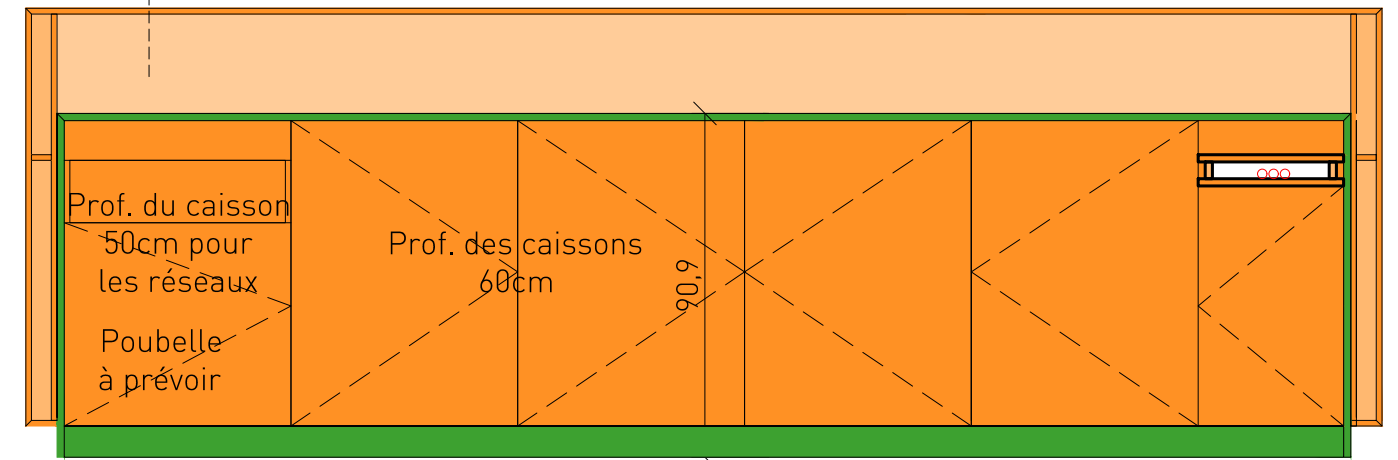 Prof. du caisson
50cm pour
les réseaux
Poubelle
à prévoir
Prof. des caissons
60cm
90,9